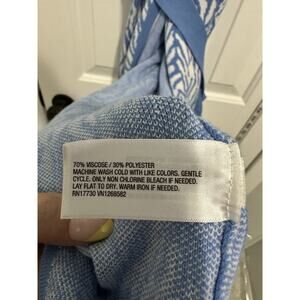 70% VISCOSE / 30% POLYESTER
MACHINE WASH COLD WITH LIKE COLORS. GENTLE
CYCLE. ONLY NON CHLORINE BLEACH IF NEEDED.
LAY FLAT TO DRY. WARM IRON IF NEEDED.
RN17730 VN1268582